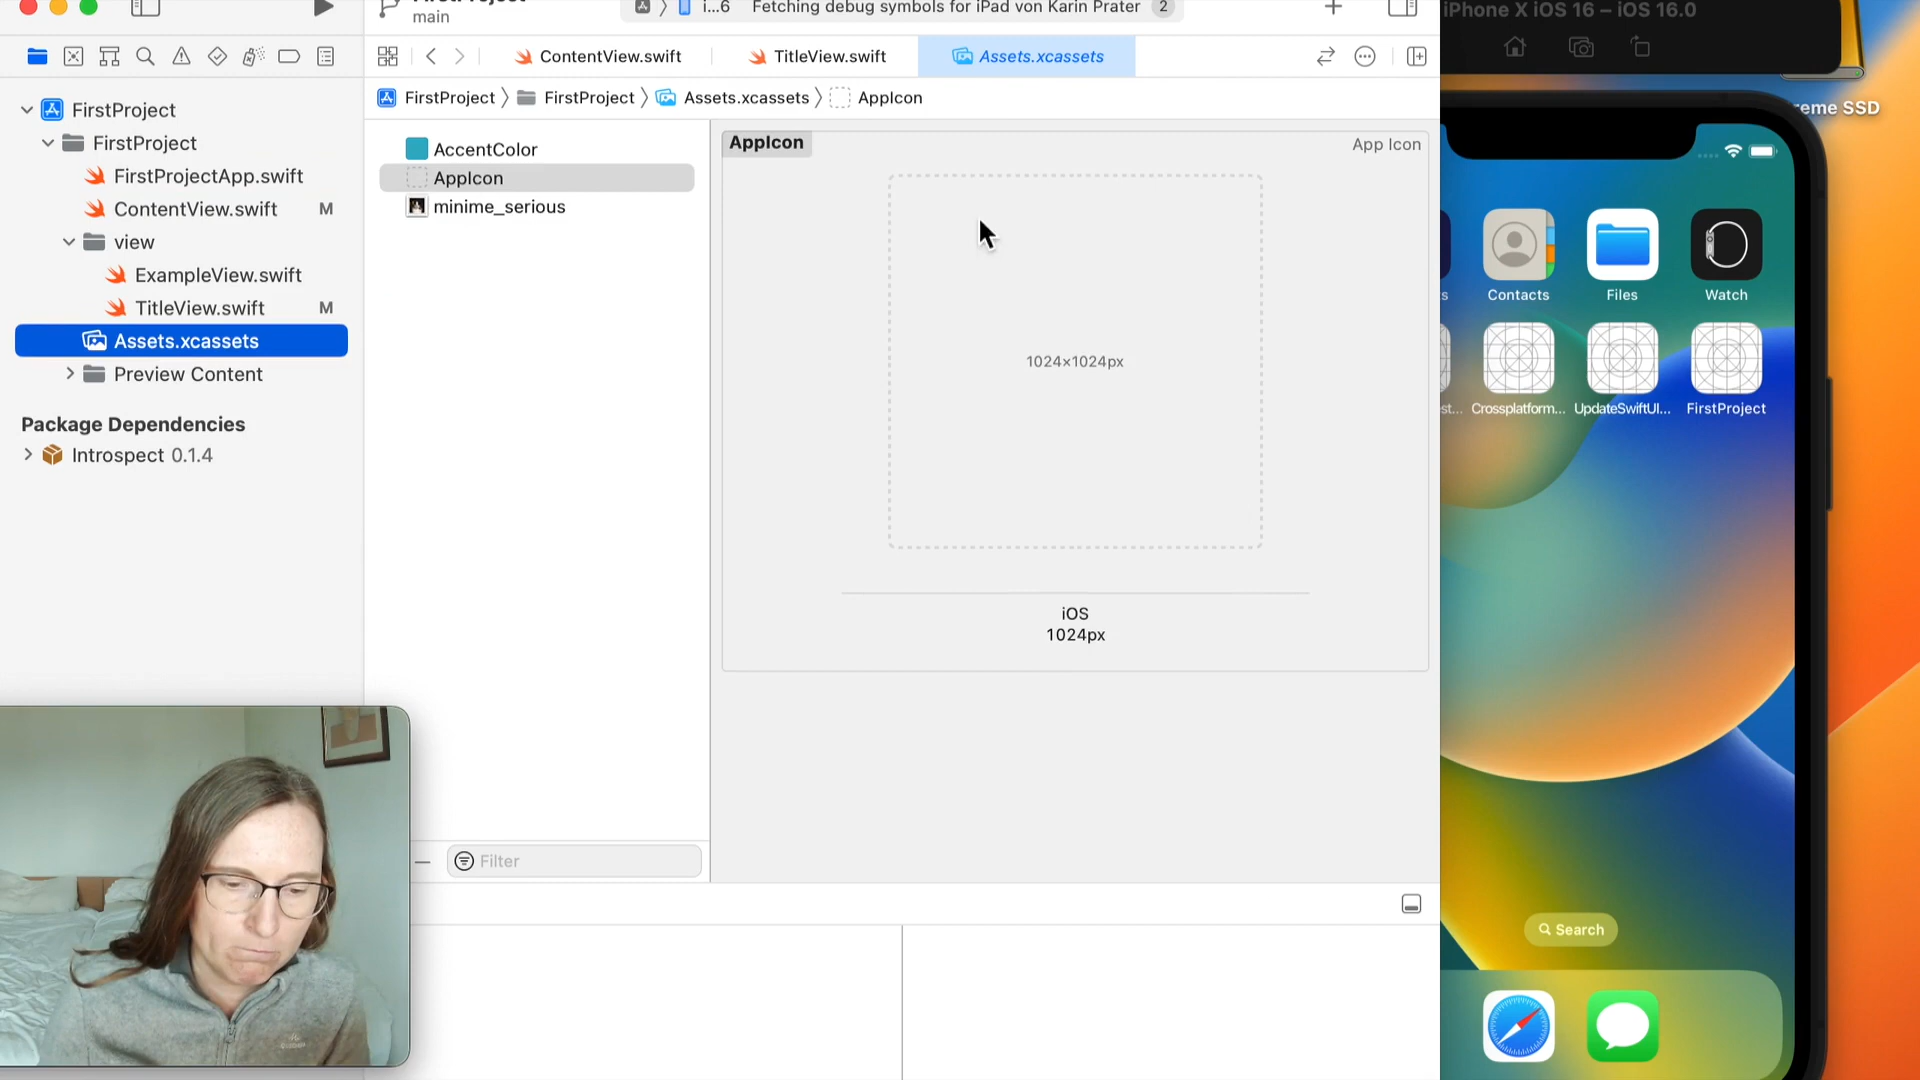 main
i...6
Fetching debug symbols for iPad von Karin Prater
2
iPhone X iOS 16 – iOS 16.0
ContentView.swift
TitleView.swift
Assets.xcassets
FirstProject
FirstProject
Assets.xcassets
AppIcon
FirstProject
FirstProject
FirstProjectApp.swift
ContentView.swift M
view
ExampleView.swift
TitleView.swift M
Assets.xcassets
Preview Content
Package Dependencies
Introspect 0.1.4
AccentColor
AppIcon
minime_serious
AppIcon
App Icon
1024×1024px
iOS
1024px
Filter
reme SSD
s
Contacts
Files
Watch
st...
Crossplatform...
UpdateSwiftUI...
FirstProject
Search